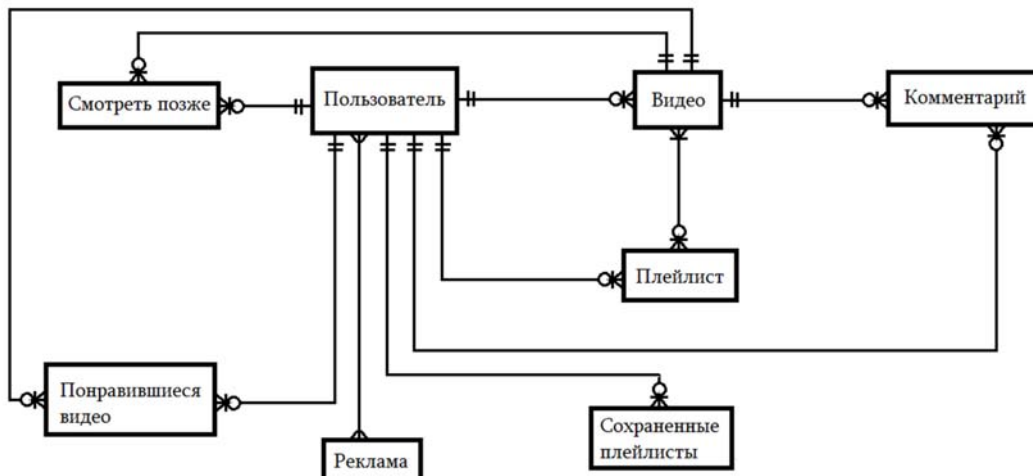 Смотреть позже
Пользователь
Видео
Комментарий
Плейлист
Понравившиеся
видео
Сохраненные
плейлисты
Реклама